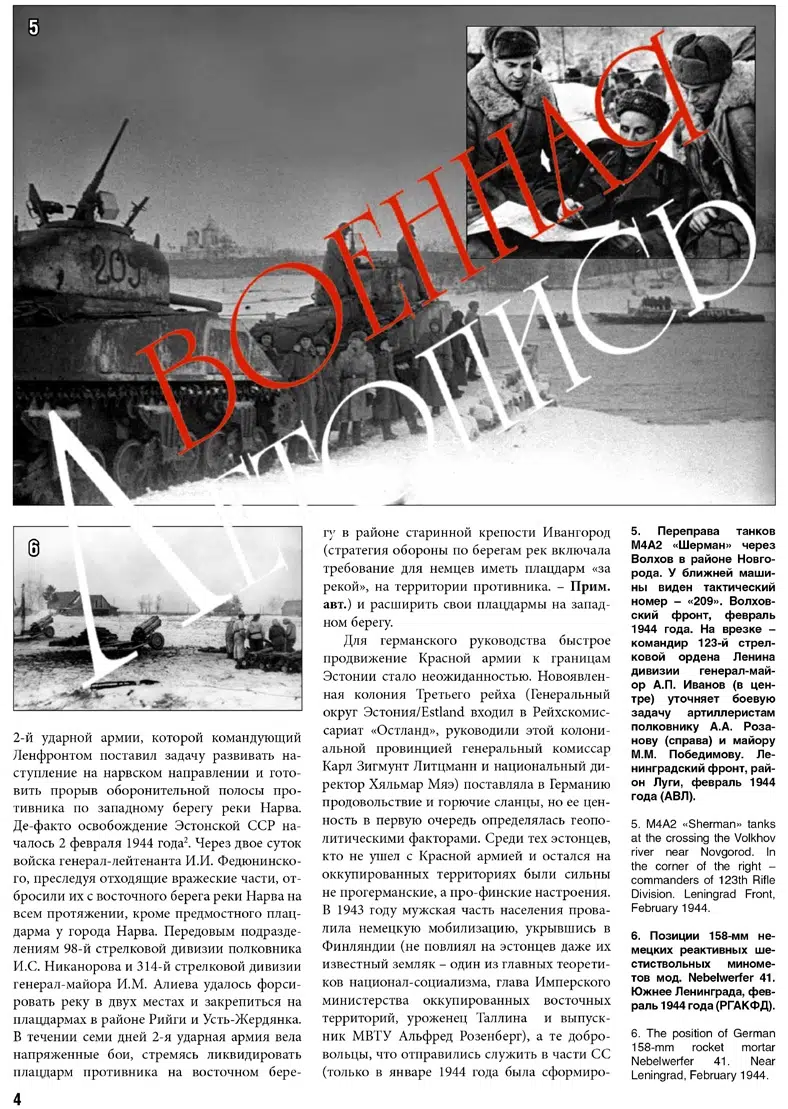 5
ВОЕННАЯ
ЛЕТОПИСЬ
209
6
2-й ударной армии, которой командующий
Ленфронтом поставил задачу развивать на-
ступление на нарвском направлении и гото-
вить прорыв оборонительной полосы про-
тивника по западному берегу реки Нарва.
Де-факто освобождение Эстонской ССР на-
чалось 2 февраля 1944 года². Через двое суток
войска генерал-лейтенанта И.И. Федюнинско-
го, преследуя отходящие вражеские части, от-
бросили их с восточного берега реки Нарва на
всем протяжении, кроме предмостного плац-
дарма у города Нарва. Передовым подразде-
лениям 98-й стрелковой дивизии полковника
И.С. Никанорова и 314-й стрелковой дивизии
генерал-майора И.М. Алиева удалось форси-
ровать реку в двух местах и закрепиться на
плацдармах в районе Рийги и Усть-Жердянка.
В течении семи дней 2-я ударная армия вела
напряженные бои, стремясь ликвидировать
плацдарм противника на восточном бере-
гу в районе старинной крепости Ивангород
(стратегия обороны по берегам рек включала
требование для немцев иметь плацдарм «за
рекой», на территории противника. – Прим.
авт.) и расширить свои плацдармы на запад-
ном берегу.
Для германского руководства быстрое
продвижение Красной армии к границам
Эстонии стало неожиданностью. Новоявлен-
ная колония Третьего рейха (Генеральный
округ Эстония/Estland входил в Рейхскомис-
сариат «Остланд», руководили этой колони-
альной провинцией генеральный комиссар
Карл Зигмунт Литцманн и национальный ди-
ректор Хяльмар Мяэ) поставляла в Германию
продовольствие и горючие сланцы, но ее цен-
ность в первую очередь определялась геопо-
литическими факторами. Среди тех эстонцев,
кто не ушел с Красной армией и остался на
оккупированных территориях были сильны
не прогерманские, а про-финские настроения.
В 1943 году мужская часть населения прова-
лила немецкую мобилизацию, укрывшись в
Финляндии (не повлиял на эстонцев даже их
известный земляк – один из главных теорети-
ков национал-социализма, глава Имперского
министерства оккупированных восточных
территорий, уроженец Таллина и выпуск-
ник МВТУ Альфред Розенберг), а те добро-
вольцы, что отправились служить в части СС
(только в январе 1944 года была сформиро-
5. Переправа танков
М4А2 «Шерман» через
Волхов в районе Новго-
рода. У ближней маши-
ны виден тактический
номер – «209». Волхов-
ский фронт, февраль
1944 года. На врезке –
командир 123-й стрел-
ковой ордена Ленина
дивизии генерал-май-
ор А.П. Иванов (в цен-
тре) уточняет боевую
задачу артиллеристам
полковнику А.А. Роза-
нову (справа) и майору
М.М. Победимову. Ле-
нинградский фронт, рай-
он Луги, февраль 1944
года (АВЛ).
5. M4A2 «Sherman» tanks
at the crossing the Volkhov
river near Novgorod. In
the corner of the right –
commanders of 123th Rifle
Division. Leningrad Front,
February 1944.
6. Позиции 158-мм не-
мецких реактивных ше-
стиствольных миноме-
тов мод. Nebelwerfer 41.
Южнее Ленинграда, фев-
раль 1944 года (РГАКФД).
6. The position of German
158-mm rocket mortar
Nebelwerfer 41. Near
Leningrad, February 1944.
4